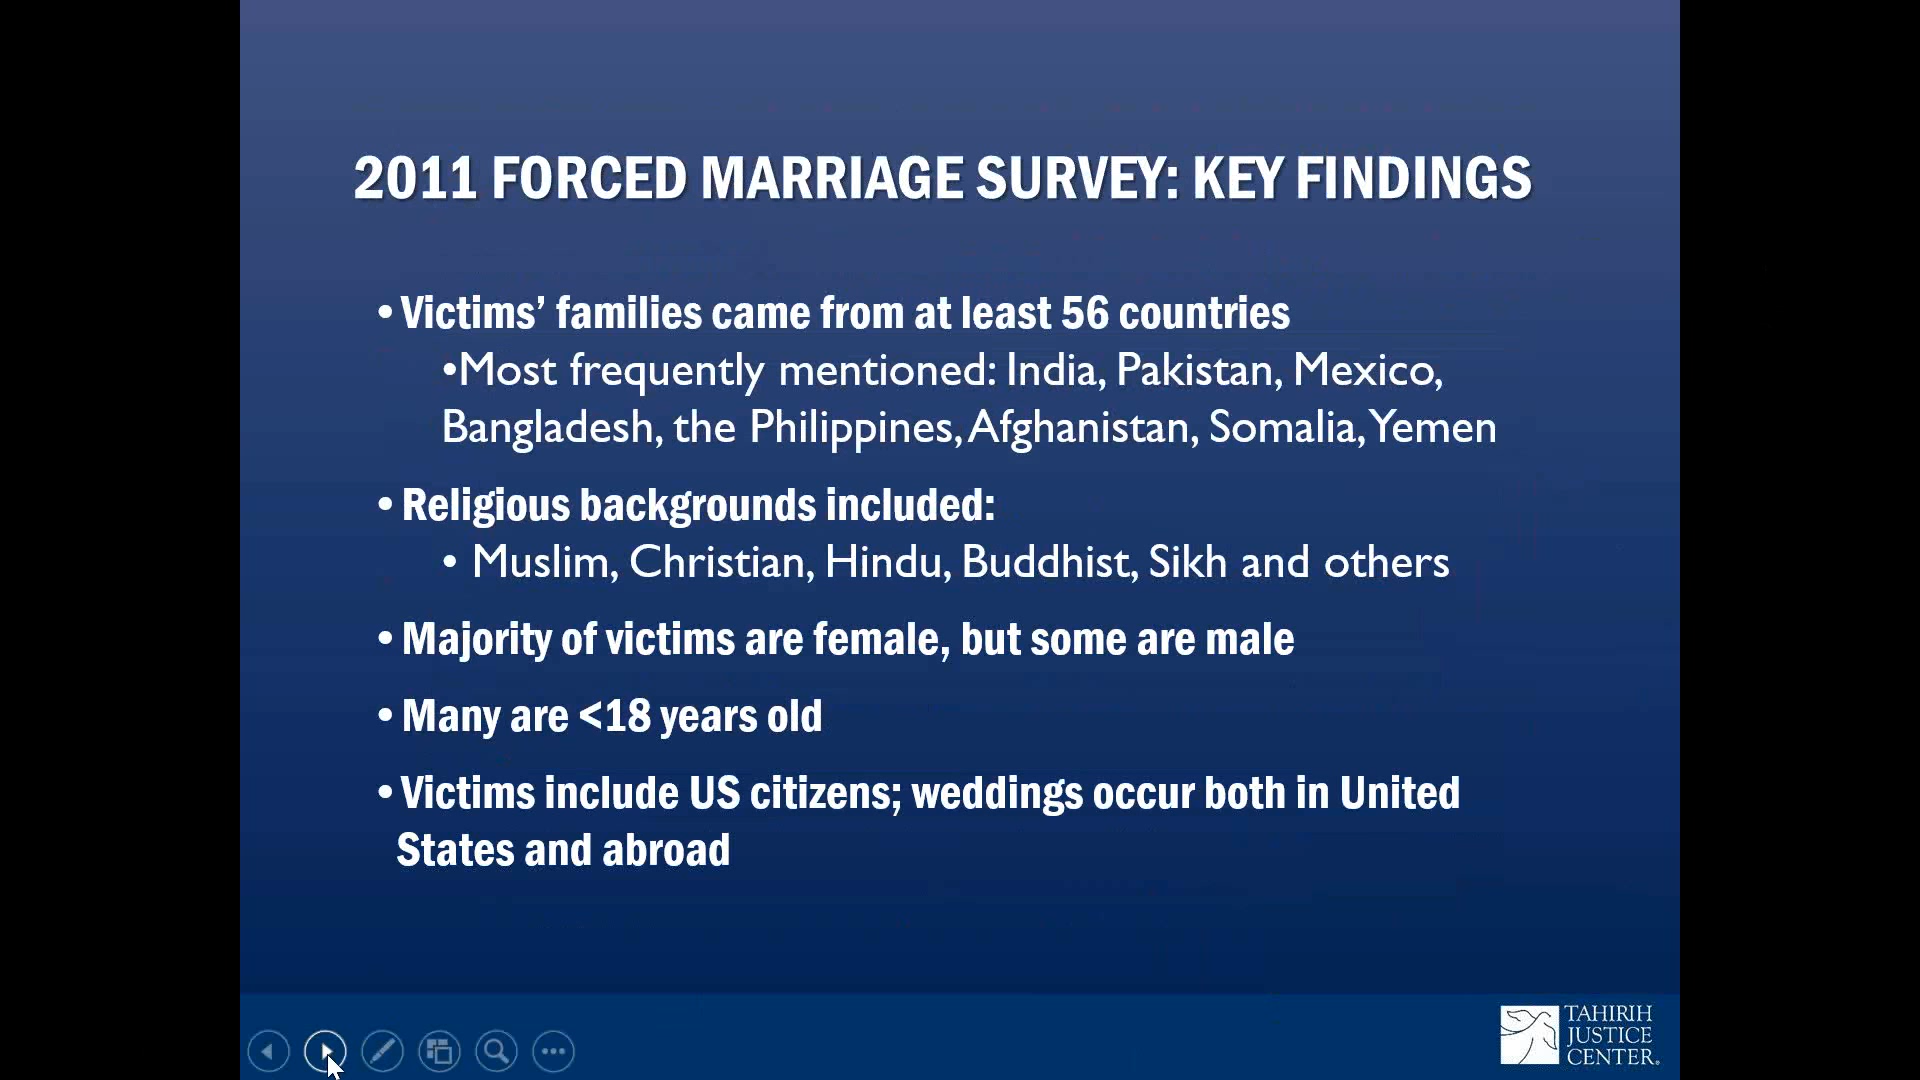 2011 FORCED MARRIAGE SURVEY: KEY FINDINGS
•Victims’ families came from at least 56 countries
•Most frequently mentioned: India, Pakistan, Mexico,
Bangladesh, the Philippines, Afghanistan, Somalia, Yemen
•Religious backgrounds included:
• Muslim, Christian, Hindu, Buddhist, Sikh and others
•Majority of victims are female, but some are male
•Many are <18 years old
•Victims include US citizens; weddings occur both in United
States and abroad
TAHIRIH
JUSTICE
CENTER®